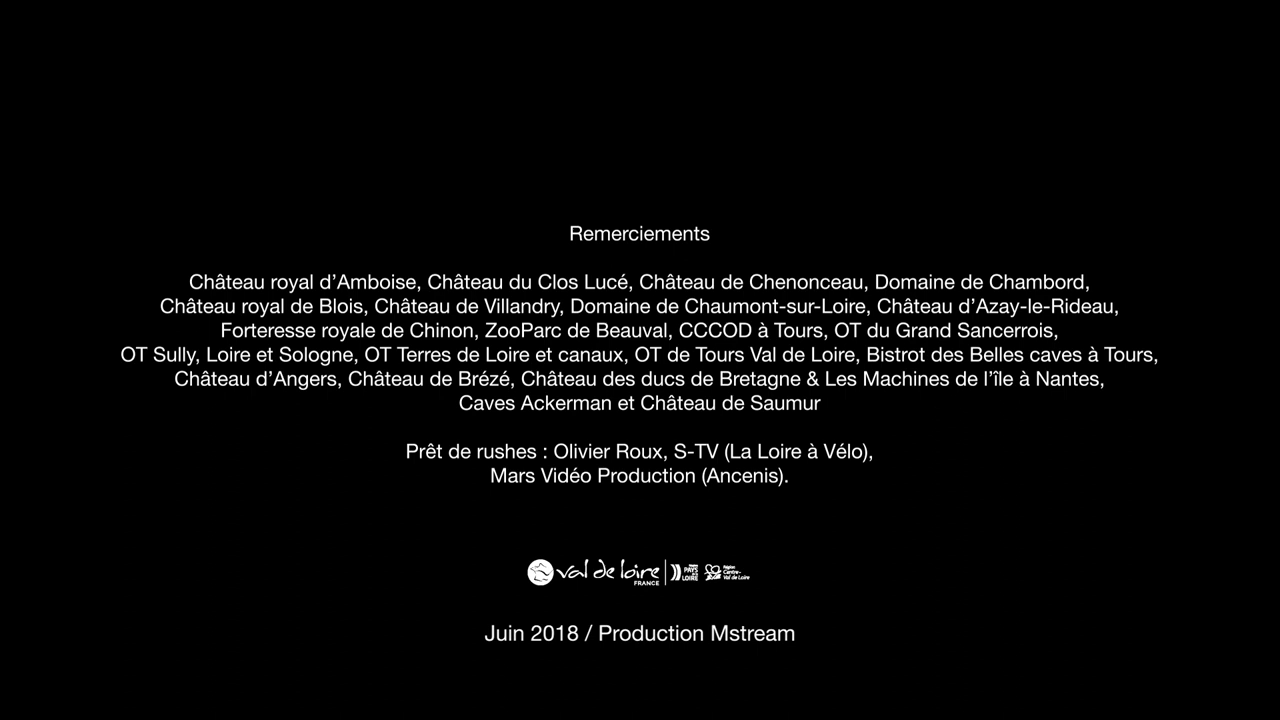 Remerciements
Château royal d’Amboise, Château du Clos Lucé, Château de Chenonceau, Domaine de Chambord,
Château royal de Blois, Château de Villandry, Domaine de Chaumont-sur-Loire, Château d’Azay-le-Rideau,
Forteresse royale de Chinon, ZooParc de Beauval, CCCOD à Tours, OT du Grand Sancerrois,
OT Sully, Loire et Sologne, OT Terres de Loire et canaux, OT de Tours Val de Loire, Bistrot des Belles caves à Tours,
Château d’Angers, Château de Brézé, Château des ducs de Bretagne & Les Machines de l’île à Nantes,
Caves Ackerman et Château de Saumur
Prêt de rushes : Olivier Roux, S-TV (La Loire à Vélo),
Mars Vidéo Production (Ancenis).
val de loire
FRANCE
PAYS
LOIRE
Région
Centre-
Val de Loire
Juin 2018 / Production Mstream